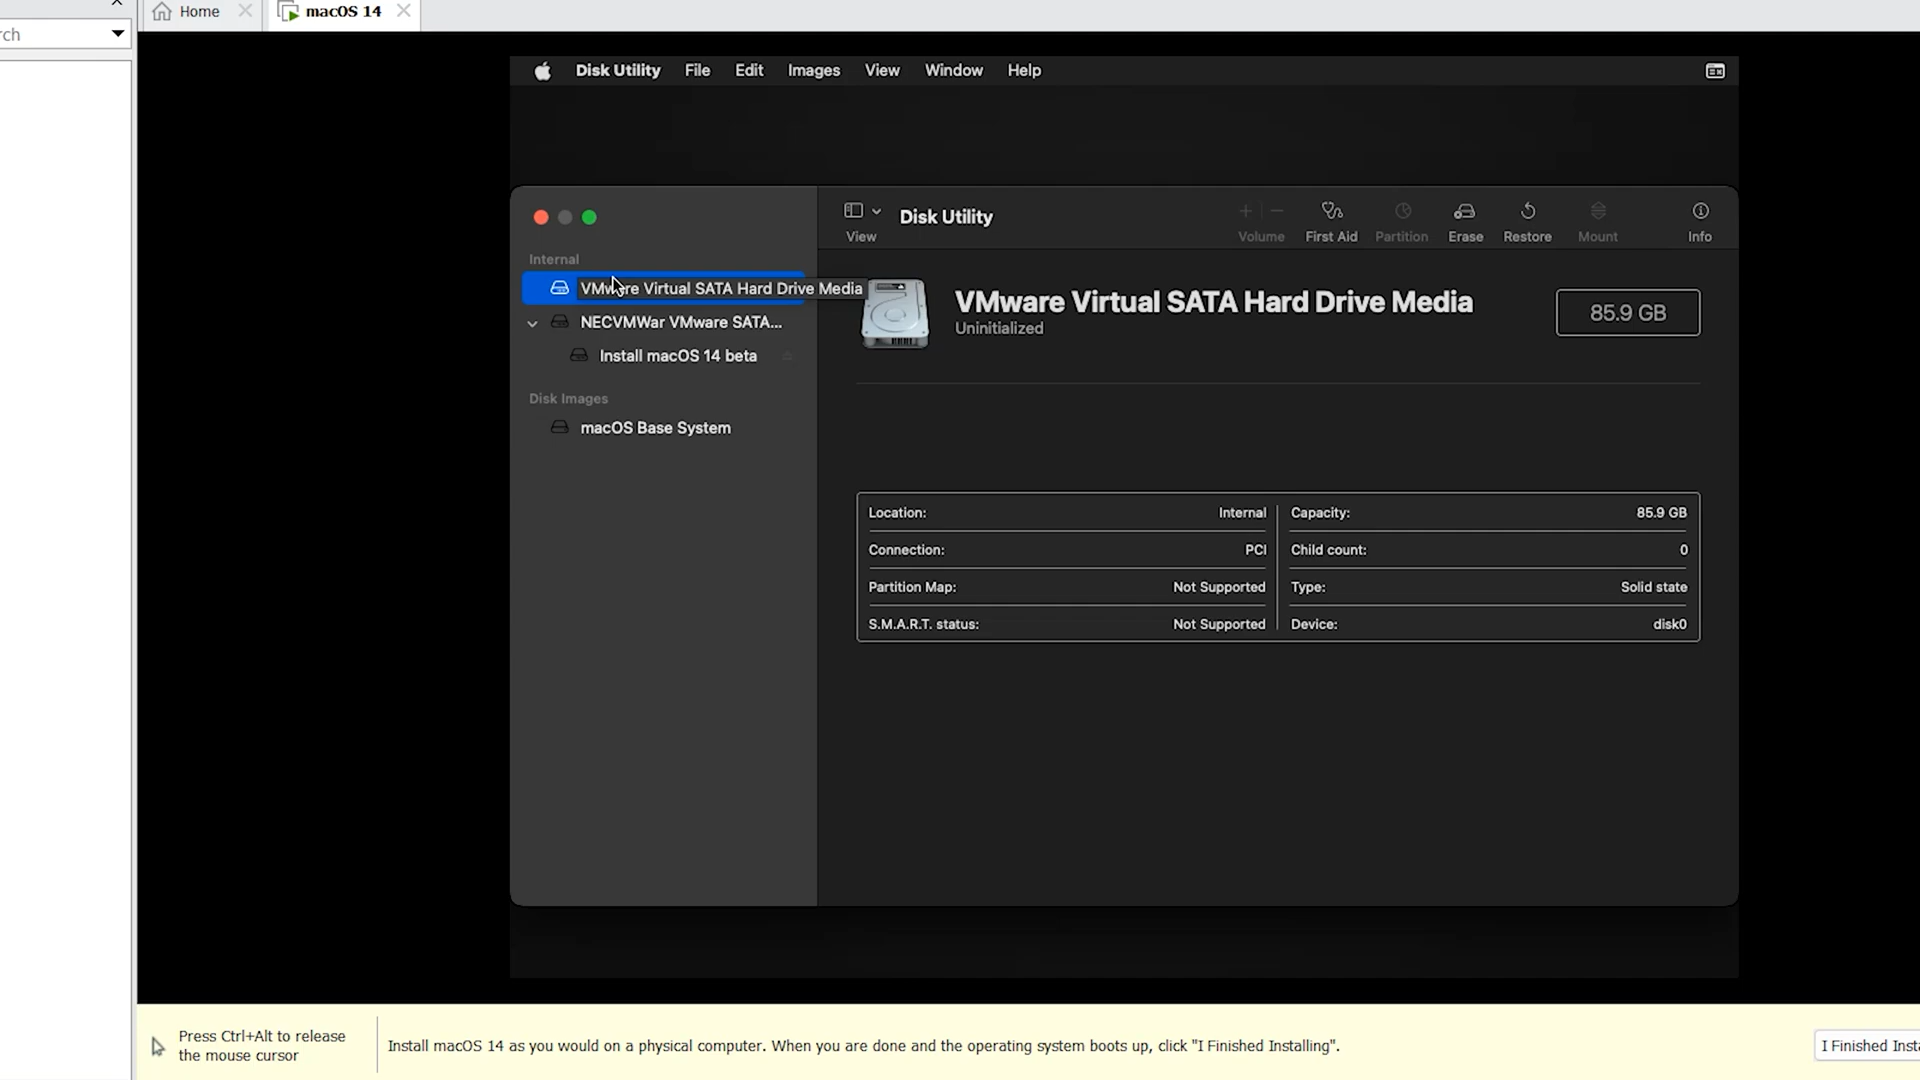 Home
macOS 14
rch
Disk Utility File Edit Images View Window Help
View
Disk Utility
Volume First Aid Partition Erase Restore Mount Info
Internal
VMware Virtual SATA Hard Drive Media
NECVMWar VMware SATA...
Install macOS 14 beta
Disk Images
macOS Base System
VMware Virtual SATA Hard Drive Media
Uninitialized
85.9 GB
Location: Internal
Capacity: 85.9 GB
Connection: PCI
Child count: 0
Partition Map: Not Supported
Type: Solid state
S.M.A.R.T. status: Not Supported
Device: disk0
Press Ctrl+Alt to release
the mouse cursor
Install macOS 14 as you would on a physical computer. When you are done and the operating system boots up, click "I Finished Installing".
I Finished Insta